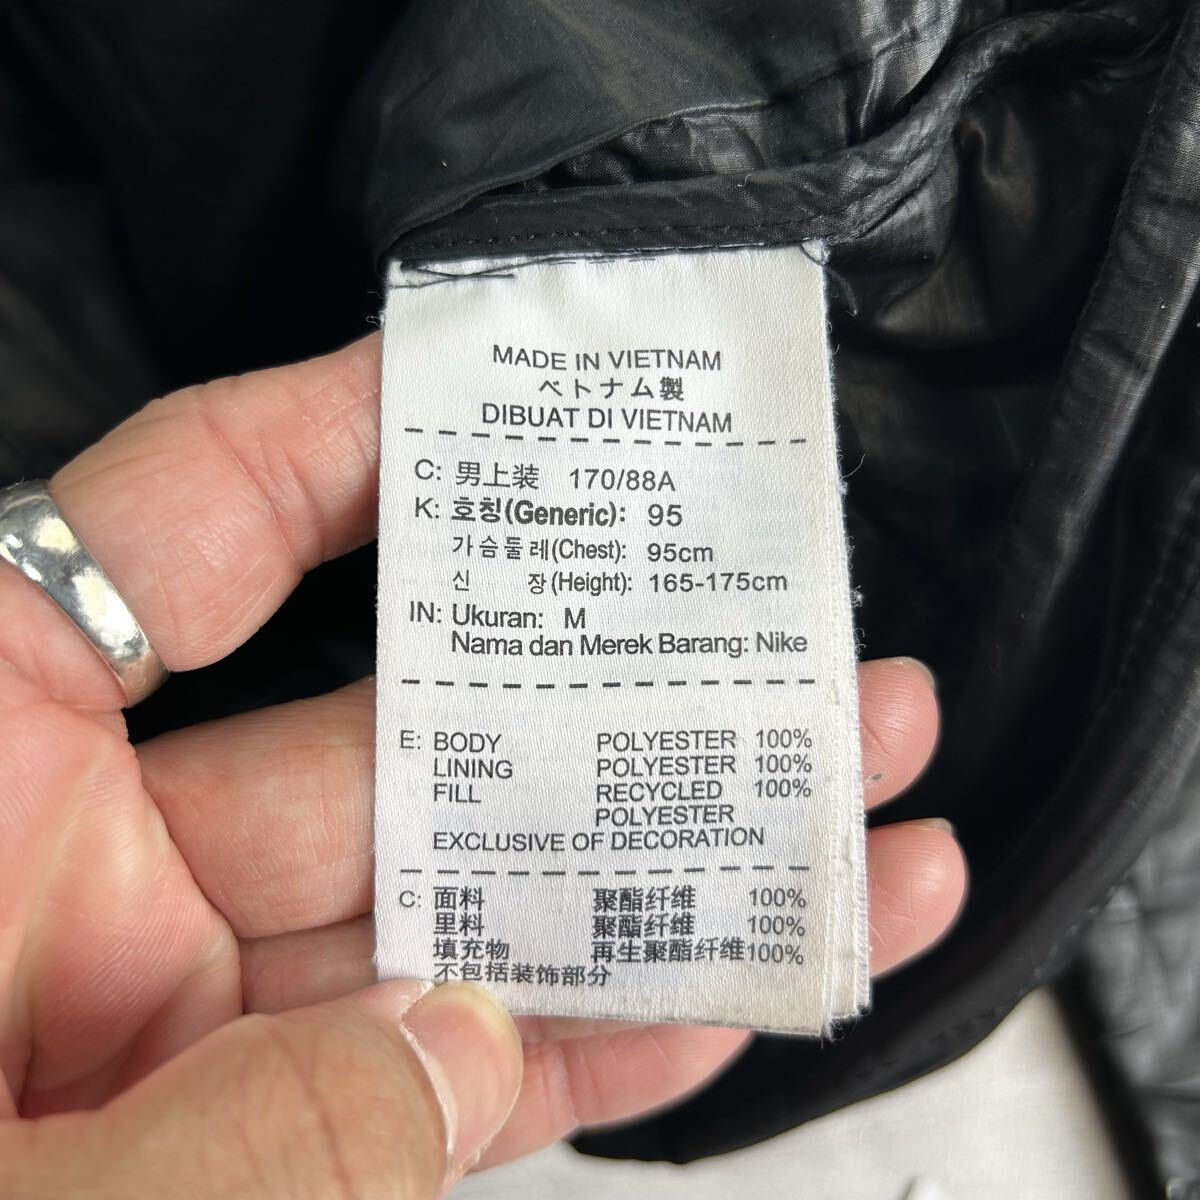 MADE IN VIETNAM
ベトナム製
DIBUAT DI VIETNAM
C: 男上装 170/88A
K: 호칭(Generic): 95
가슴둘레(Chest): 95cm
신 장(Height): 165-175cm
IN: Ukuran: M
Nama dan Merek Barang: Nike
E: BODY POLYESTER 100%
LINING POLYESTER 100%
FILL RECYCLED 100%
POLYESTER
EXCLUSIVE OF DECORATION
C: 面料 聚酯纤维 100%
里料 聚酯纤维 100%
填充物 再生聚酯纤维100%
不包括装饰部分